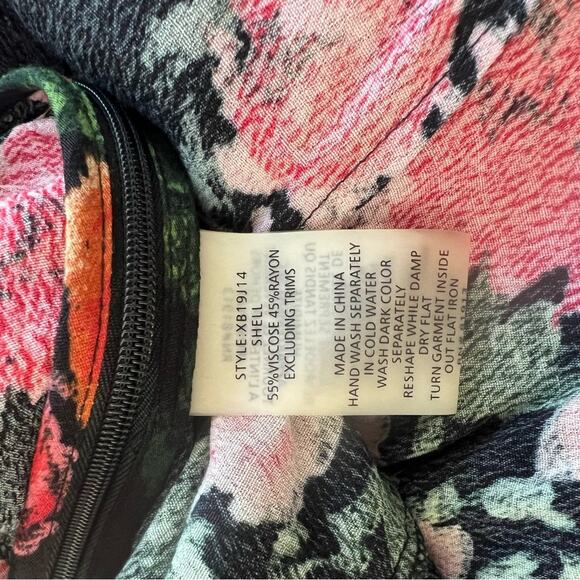 STYLE:XB19J14
SHELL
55%VISCOSE 45%RAYON
EXCLUDING TRIMS
MADE IN CHINA
HAND WASH SEPARATELY
IN COLD WATER
WASH DARK COLOR
SEPARATELY
RESHAPE WHILE DAMP
DRY FLAT
TURN GARMENT INSIDE
OUT FLAT IRON